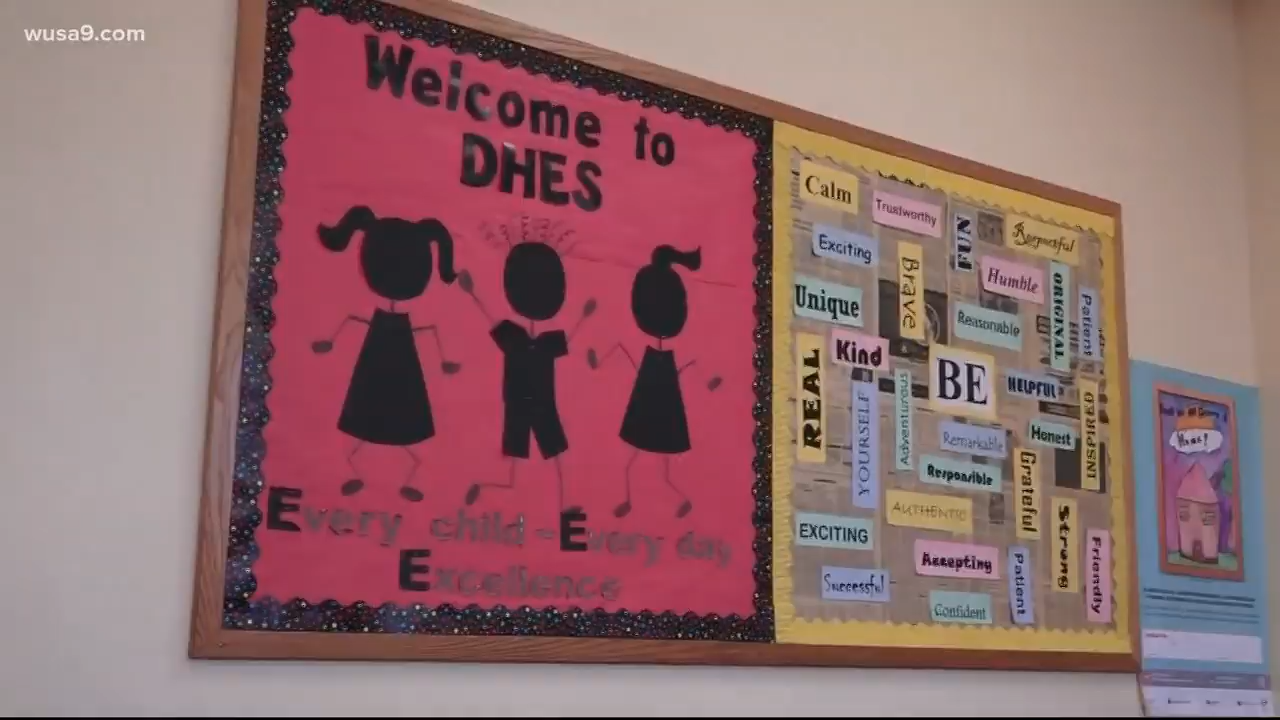 wusa9.com
Welcome to
DHES
Every child - Every day
Excellence
Calm
Trustworthy
FUN
Respectful
Exciting
Brave
Humble
ORIGINAL
Patient
Unique
Reasonable
Kind
REAL
BE
HELPFUL
YOURSELF
Adventurous
Remarkable
Honest
INSPIRED
Responsible
Grateful
AUTHENTIC
EXCITING
Strong
Accepting
Friendly
Successful
Patient
Confident
Home!